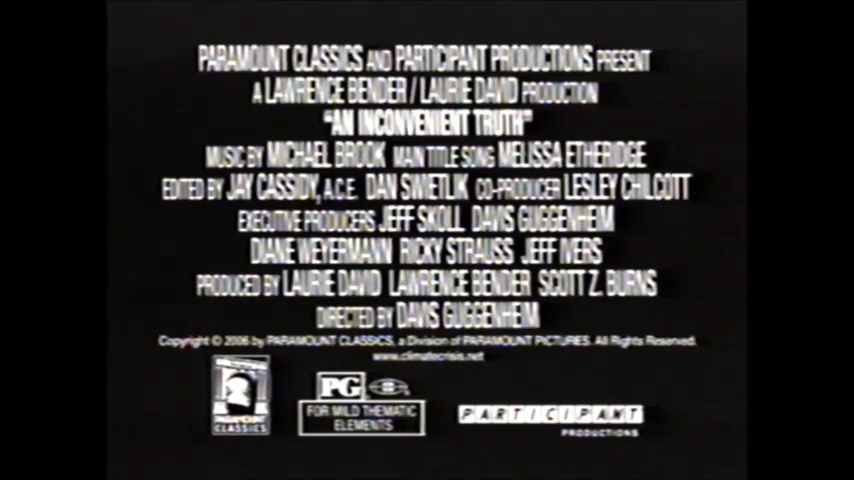 PARAMOUNT CLASSICS AND PARTICIPANT PRODUCTIONS PRESENT
A LAWRENCE BENDER / LAURIE DAVID PRODUCTION
"AN INCONVENIENT TRUTH"
MUSIC BY MICHAEL BROOK MAIN TITLE SONG MELISSA ETHERIDGE
EDITED BY JAY CASSIDY, A.C.E. DAN SWIETLIK CO-PRODUCER LESLEY CHILCOTT
EXECUTIVE PRODUCERS JEFF SKOLL DAVIS GUGGENHEIM
DIANE WEYERMANN RICKY STRAUSS JEFF IVERS
PRODUCED BY LAURIE DAVID LAWRENCE BENDER SCOTT Z. BURNS
DIRECTED BY DAVIS GUGGENHEIM
Copyright © 2006 by PARAMOUNT CLASSICS, a Division of PARAMOUNT PICTURES. All Rights Reserved.
www.climatecrisis.net
PARAMOUNT
CLASSICS
PG
FOR MILD THEMATIC
ELEMENTS
PARTICIPANT
PRODUCTIONS